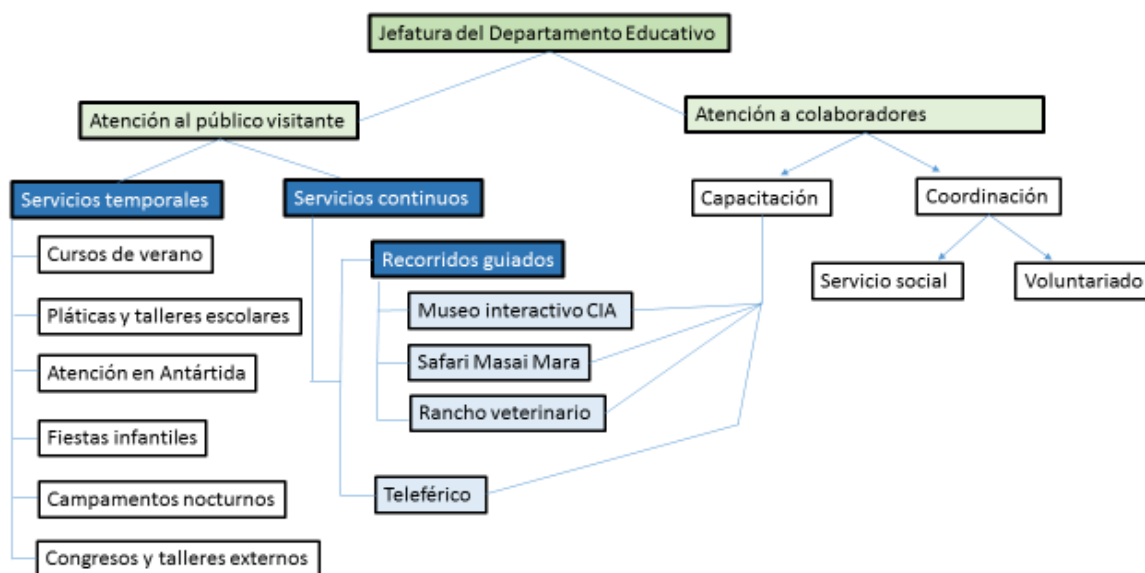 Jefatura del Departamento Educativo
Atención al público visitante
Atención a colaboradores
Servicios temporales
Servicios continuos
Capacitación
Coordinación
Cursos de verano
Recorridos guiados
Servicio social
Voluntariado
Pláticas y talleres escolares
Museo interactivo CIA
Atención en Antártida
Safari Masai Mara
Rancho veterinario
Fiestas infantiles
Campamentos nocturnos
Teleférico
Congresos y talleres externos